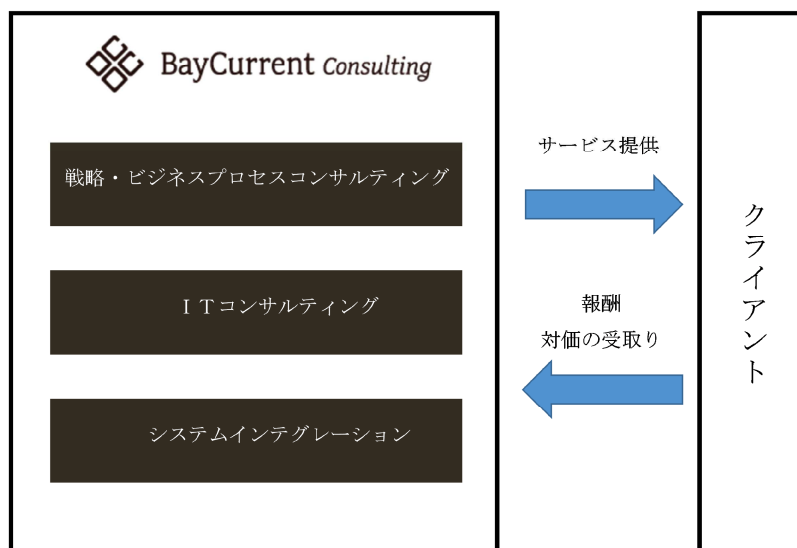 BayCurrent Consulting
戦略・ビジネスプロセスコンサルティング
ＩＴコンサルティング
システムインテグレーション
サービス提供
報酬
対価の受取り
クライアント